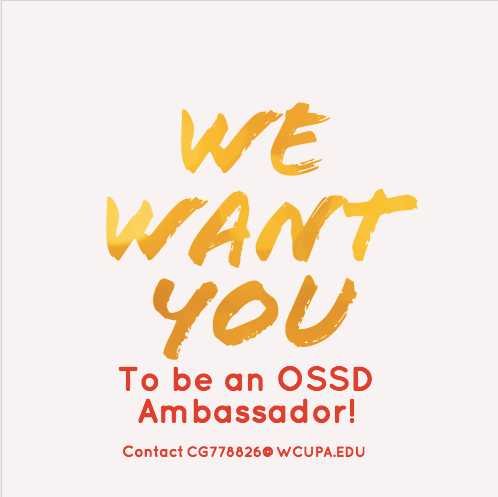 WE
WANT
YOU
To be an OSSD
Ambassador!
Contact CG778826@WCUPA.EDU